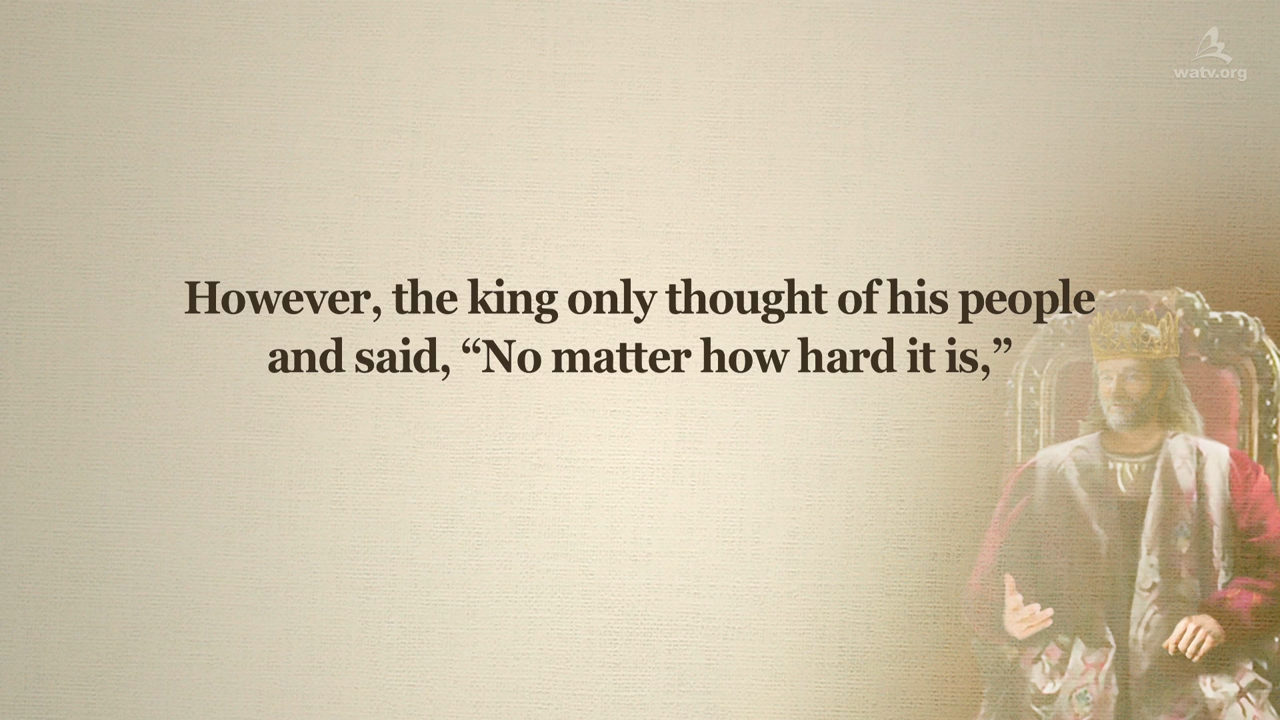 watv.org
However, the king only thought of his people
and said, “No matter how hard it is,”